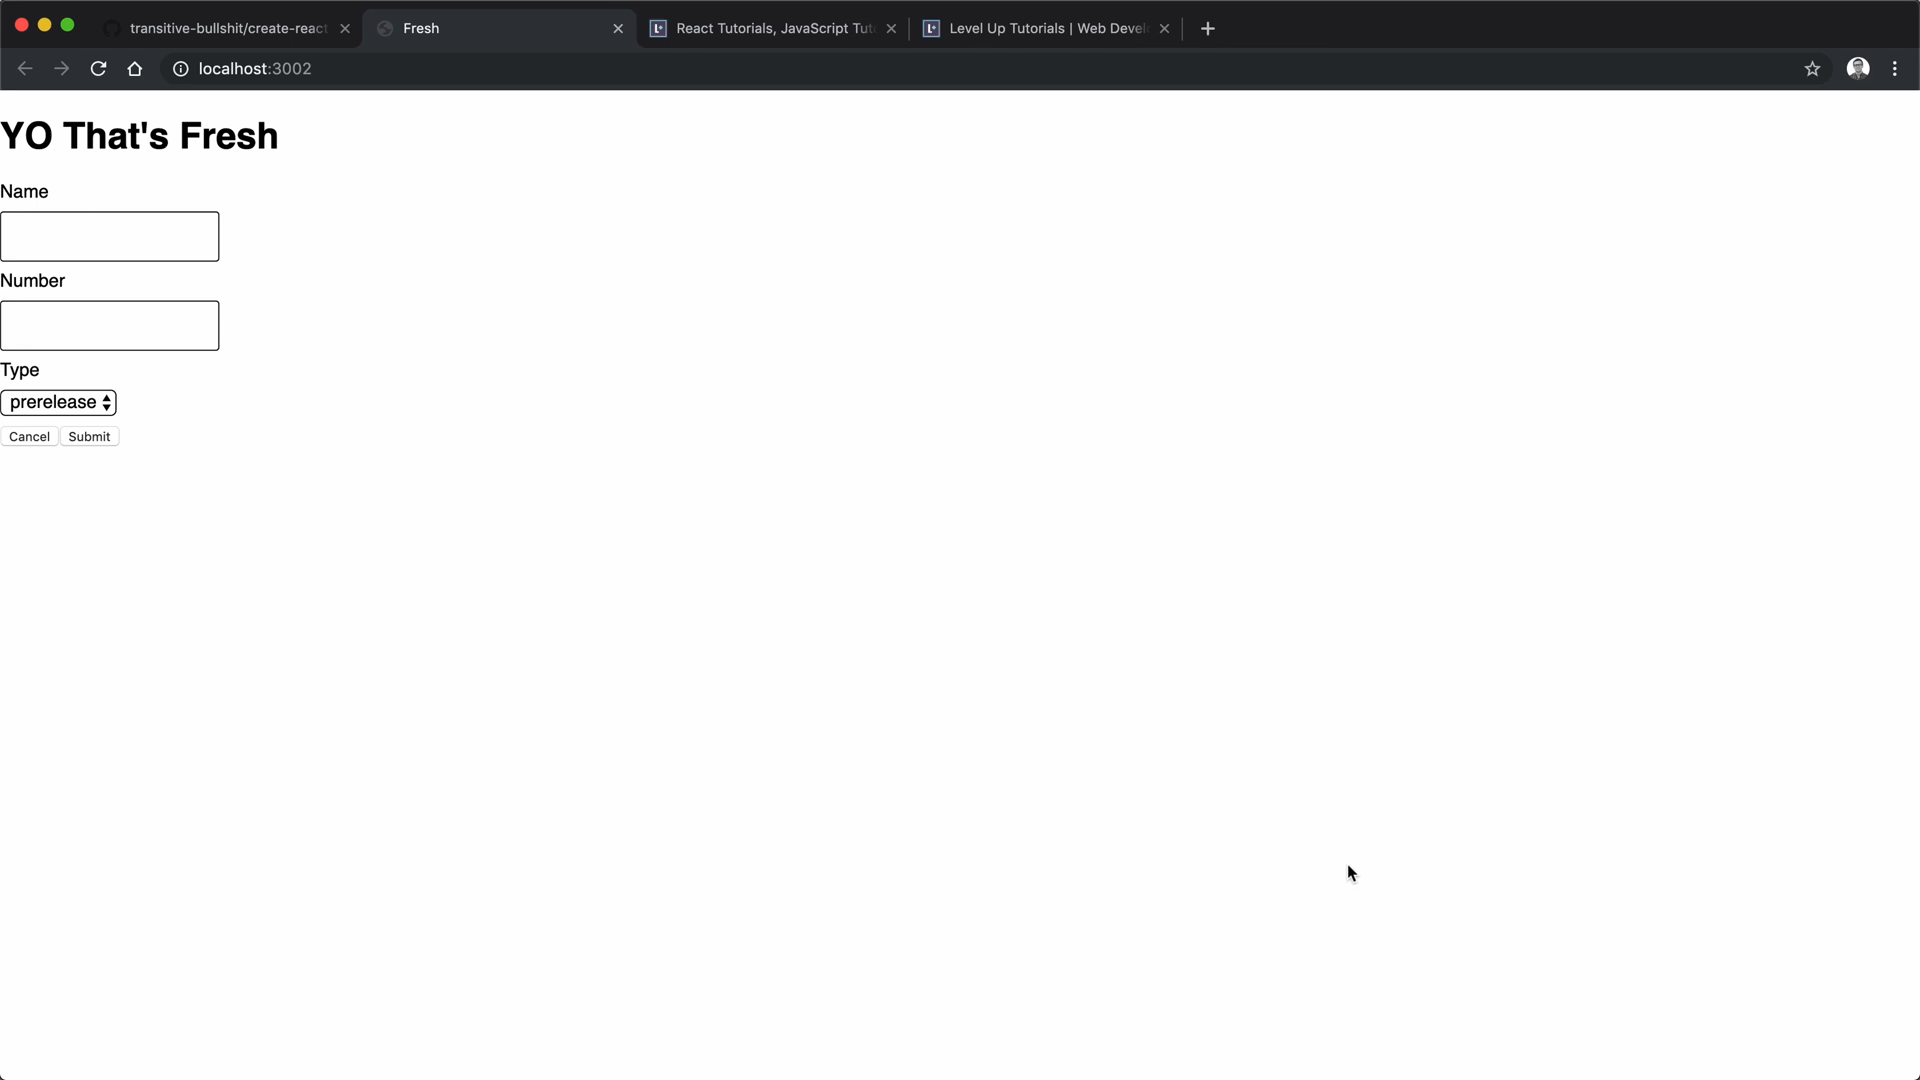 transitive-bullshit/create-react
Fresh
React Tutorials, JavaScript Tut
Level Up Tutorials | Web Devel
localhost:3002
YO That's Fresh
Name
Number
Type
prerelease
Cancel Submit